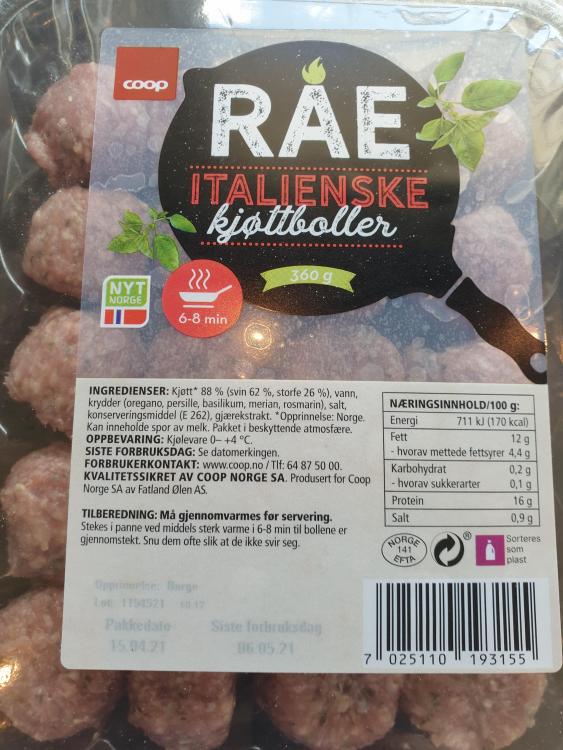 coop
RÅE
ITALIENSKE
kjøttboller
360 g
NYT
NORGE
6-8 min
INGREDIENSER: Kjøtt* 88 % (svin 62 %, storfe 26 %), vann,
krydder (oregano, persille, basilikum, merian, rosmarin), salt,
konserveringsmiddel (E 262), gjærekstrakt. *Opprinnelse: Norge.
Kan inneholde spor av melk. Pakket i beskyttende atmosfære.
OPPBEVARING: Kjølevare 0– +4 °C.
SISTE FORBRUKSDAG: Se datomerkingen.
FORBRUKERKONTAKT: www.coop.no / Tlf: 64 87 50 00.
KVALITETSSIKRET AV COOP NORGE SA. Produsert for Coop
Norge SA av Fatland Ølen AS.
TILBEREDNING: Må gjennomvarmes før servering.
Stekes i panne ved middels sterk varme i 6-8 min til bollene er
gjennomstekt. Snu dem ofte slik at de ikke svir seg.
NÆRINGSINNHOLD/100 g:
Energi 711 kJ (170 kcal)
Fett 12 g
- hvorav mettede fettsyrer 4,4 g
Karbohydrat 0,2 g
- hvorav sukkerarter 0,1 g
Protein 16 g
Salt 0,9 g
NORGE
141
EFTA
®
Sorteres
som
plast
Opprinnelse: Norge
Lot: 1154521 10.17
Pakkedato Siste forbruksdag
15.04.21 06.05.21
7 025110 193155